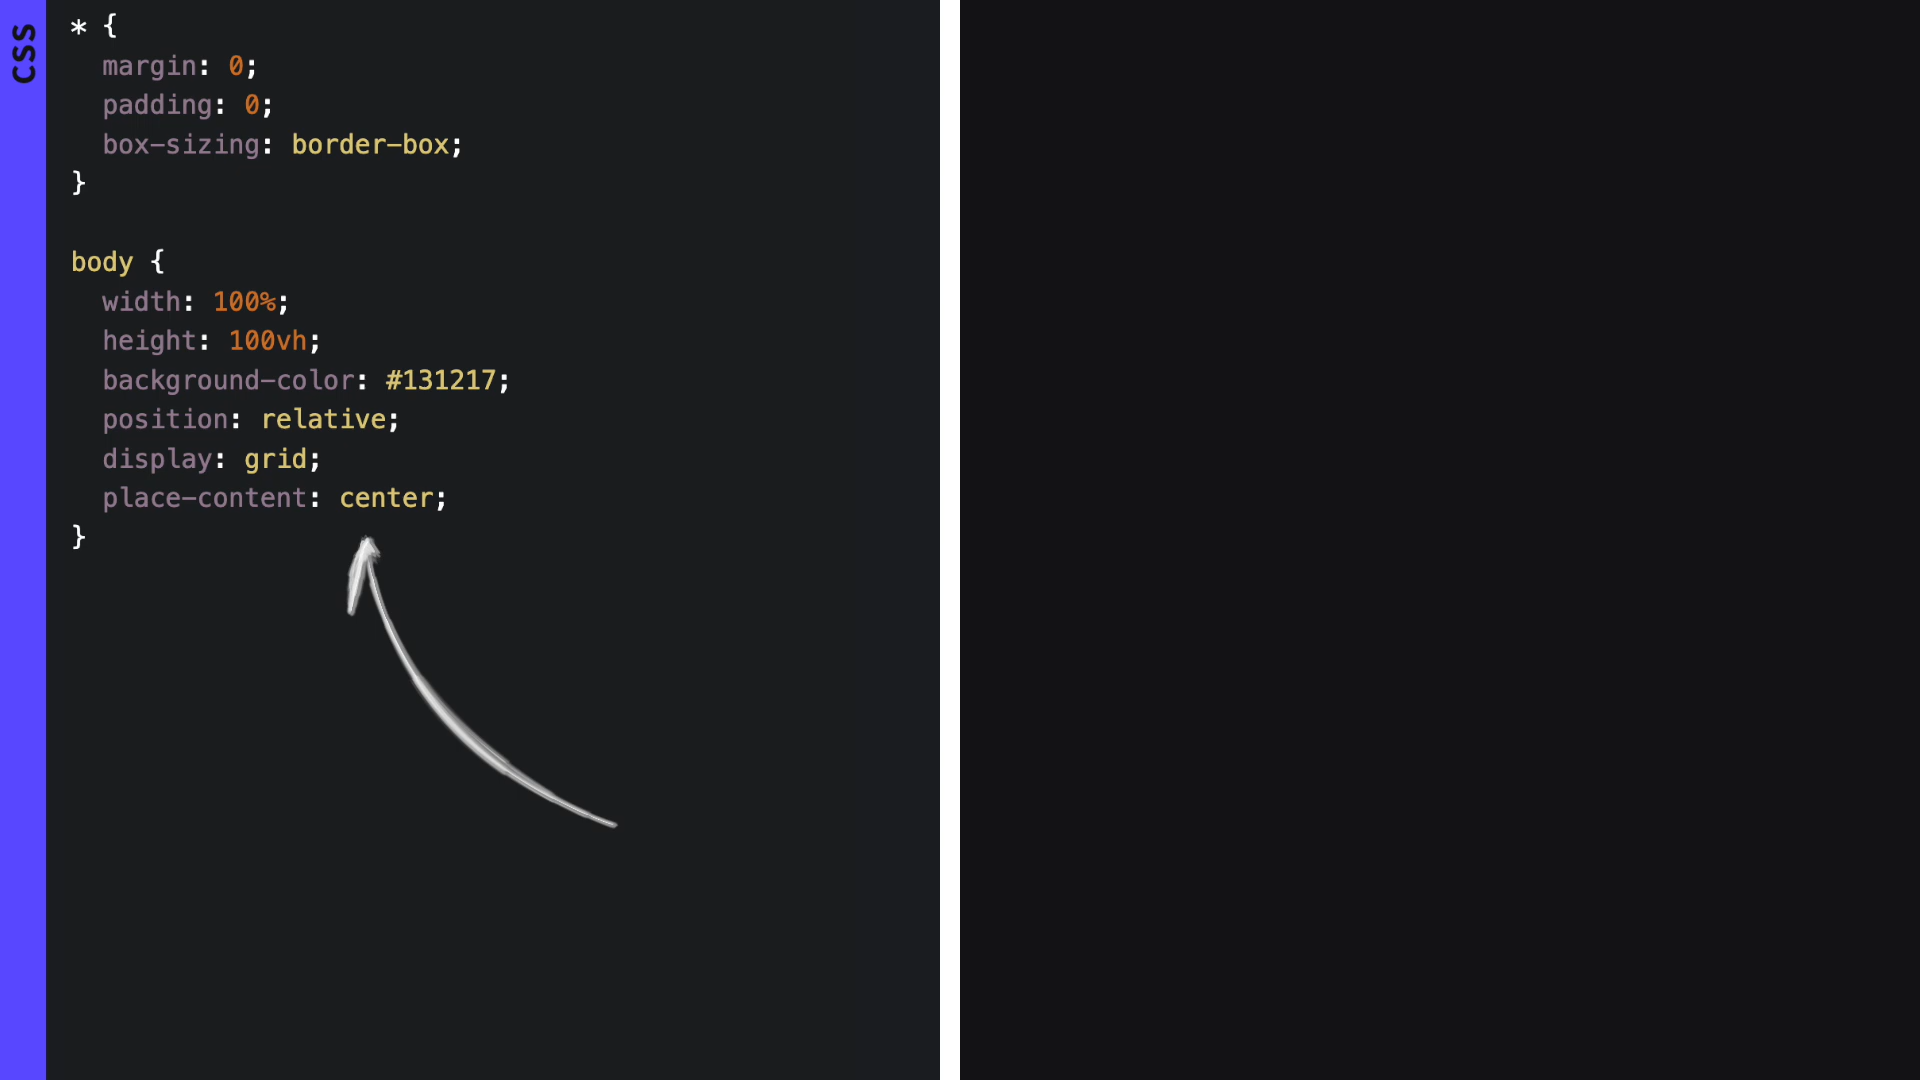 CSS
* {
margin: 0;
padding: 0;
box-sizing: border-box;
}
body {
width: 100%;
height: 100vh;
background-color: #131217;
position: relative;
display: grid;
place-content: center;
}